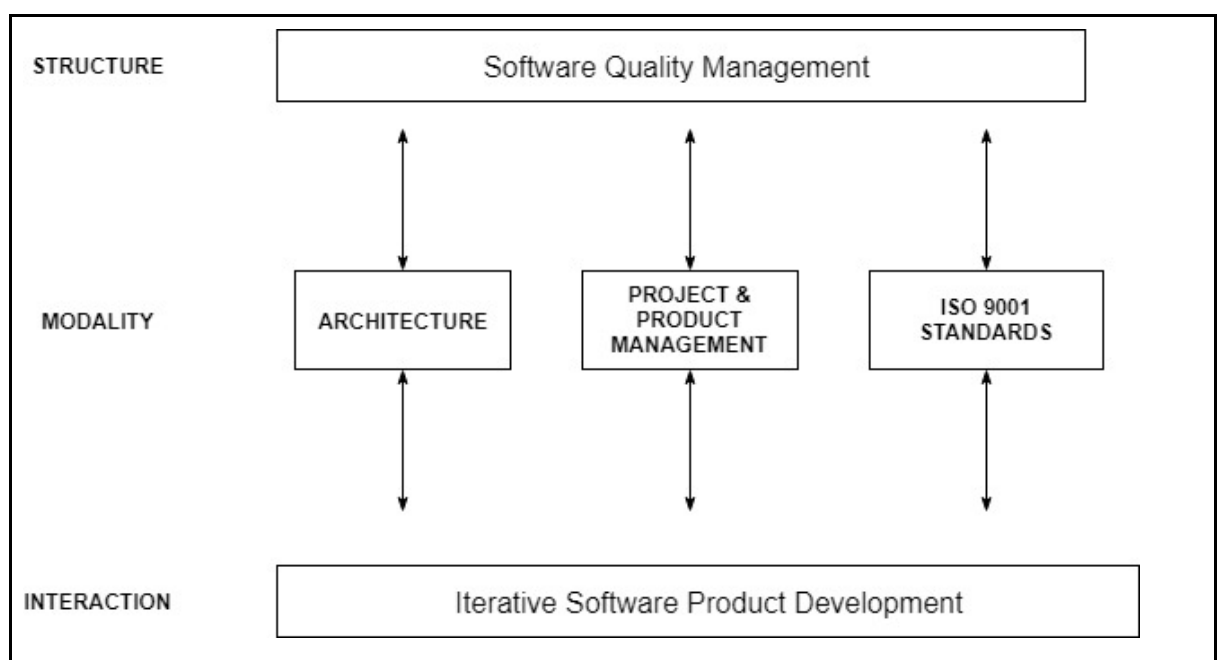 STRUCTURE
Software Quality Management
MODALITY
ARCHITECTURE
PROJECT &
PRODUCT
MANAGEMENT
ISO 9001
STANDARDS
INTERACTION
Iterative Software Product Development